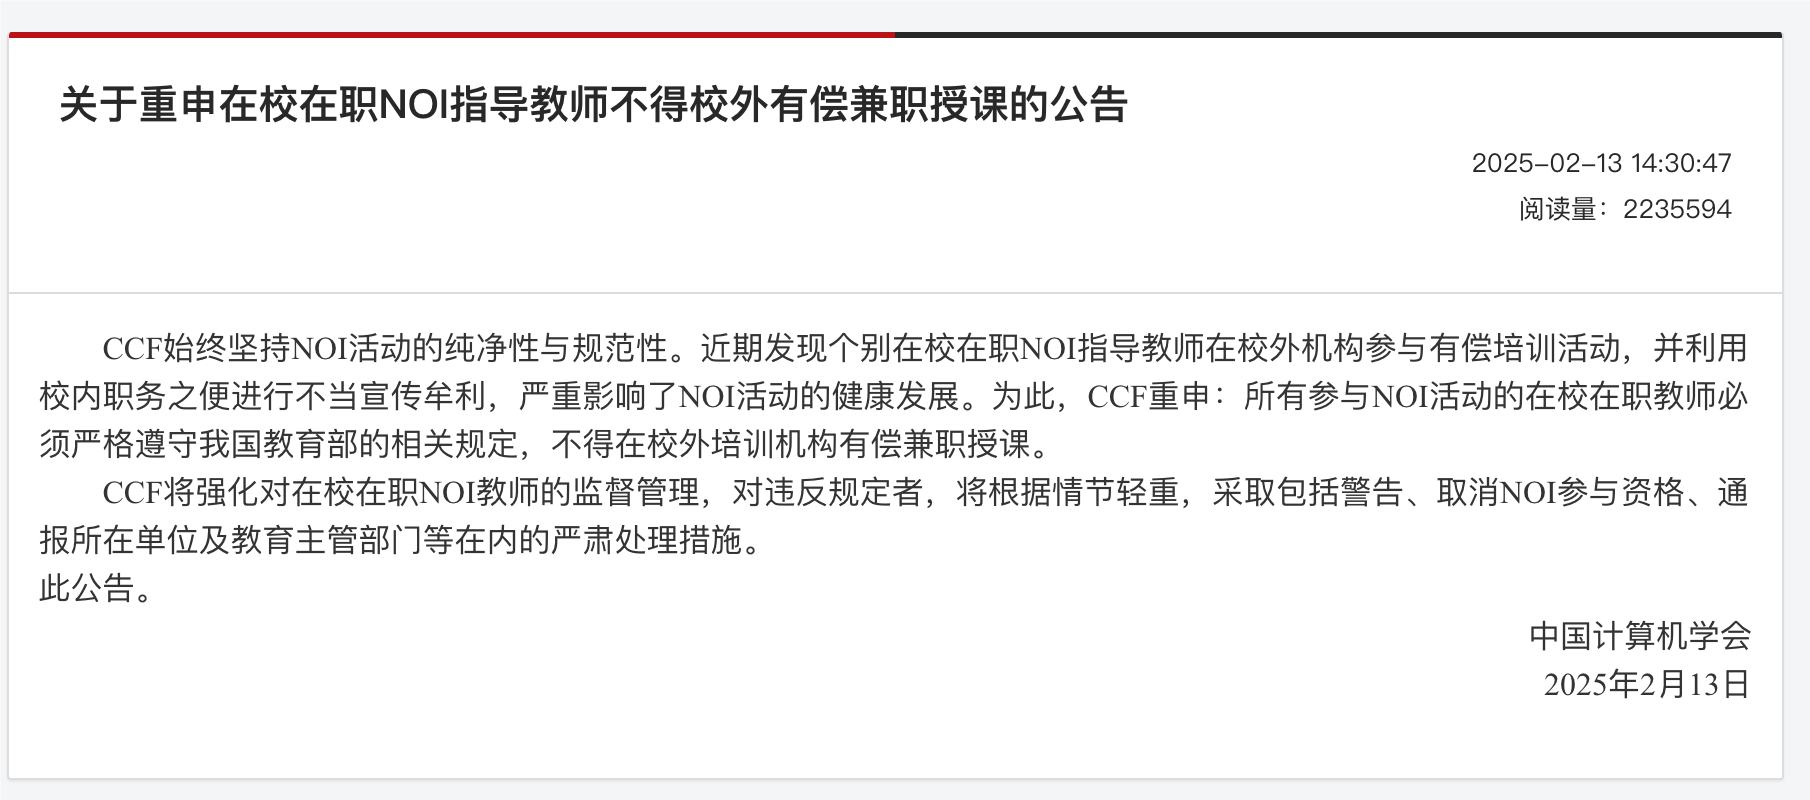 关于重申在校在职NOI指导教师不得校外有偿兼职授课的公告
2025-02-13 14:30:47
阅读量：2235594
CCF始终坚持NOI活动的纯净性与规范性。近期发现个别在校在职NOI指导教师在校外机构参与有偿培训活动，并利用
校内职务之便进行不当宣传牟利，严重影响了NOI活动的健康发展。为此，CCF重申：所有参与NOI活动的在校在职教师必
须严格遵守我国教育部的相关规定，不得在校外培训机构有偿兼职授课。
CCF将强化对在校在职NOI教师的监督管理，对违反规定者，将根据情节轻重，采取包括警告、取消NOI参与资格、通
报所在单位及教育主管部门等在内的严肃处理措施。
此公告。
中国计算机学会
2025年2月13日